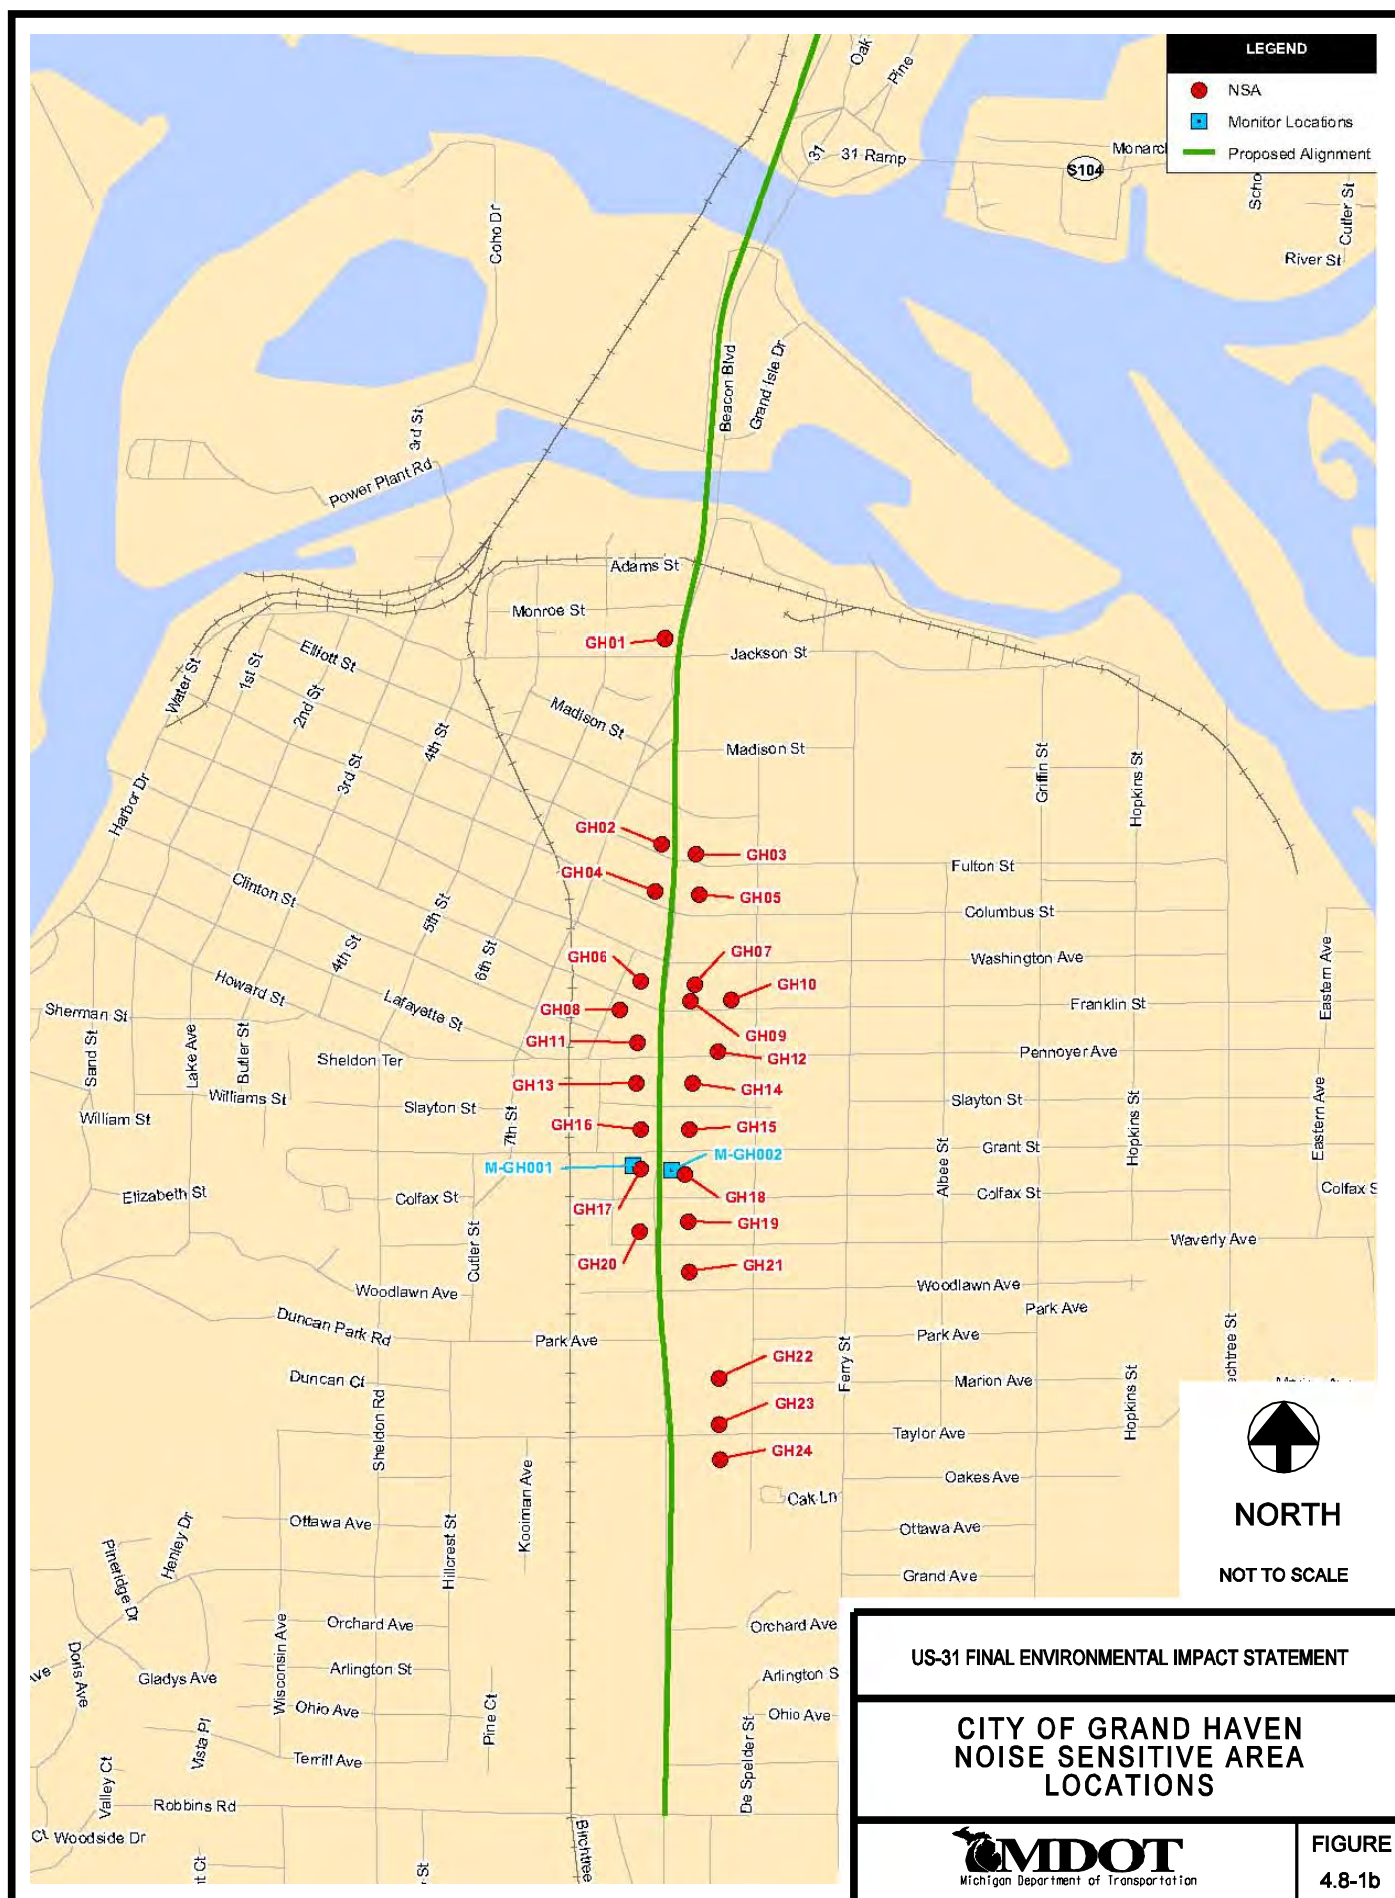 LEGEND
NSA
Monitor Locations
Proposed Alignment
Oak
Pine
31
31 Ramp
S104
Cutler St
River St
Coho Dr
Beacon Blvd
Grand Isle Dr
3rd St
Power Plant Rd
Adams St
Monroe St
GH01
Jackson St
Elliott St
1st St
Water St
2nd St
Madison St
4th St
Madison St
3rd St
Griffin St
Hopkins St
Harbor Dr
GH02
GH03
Fulton St
GH04
Clinton St
GH05
Columbus St
5th St
6th St
4th St
GH06
GH07
Washington Ave
Eastern Ave
Howard St
GH10
Lafayette St
GH08
Franklin St
Sherman St
GH09
GH11
Sand St
Lake Ave
Butler St
Sheldon Ter
GH12
Pennoyer Ave
GH13
GH14
Williams St
Slayton St
Slayton St
William St
7th St
GH16
GH15
Hopkins St
Eastern Ave
Grant St
M-GH001
M-GH002
Albee St
Elizabeth St
Colfax St
GH18
Colfax St
Colfax S
GH17
GH19
Cutler St
Waverly Ave
GH20
GH21
Woodlawn Ave
Woodlawn Ave
Park Ave
Duncan Park Rd
Park Ave
Park Ave
echtree St
GH22
Ferry St
Duncan Ct
Marion Ave
Hopkins St
Sheldon Rd
GH23
Taylor Ave
GH24
Oakes Ave
Kooiman Ave
Oak Ln
Henley Dr
Ottawa Ave
Ottawa Ave
Hillcrest St
Pineridge Dr
Grand Ave
Wisconsin Ave
Orchard Ave
Orchard Ave
Doris Ave
Ave
Gladys Ave
Arlington St
Arlington S
Ohio Ave
Ohio Ave
Pine Ct
Vista Pl
Terrill Ave
De Spelder St
Valley Ct
Robbins Rd
Ct
Woodside Dr
Ct
St
Birchtree
NORTH
NOT TO SCALE
US-31 FINAL ENVIRONMENTAL IMPACT STATEMENT
CITY OF GRAND HAVEN
NOISE SENSITIVE AREA
LOCATIONS
MDOT
Michigan Department of Transportation
FIGURE
4.8-1b